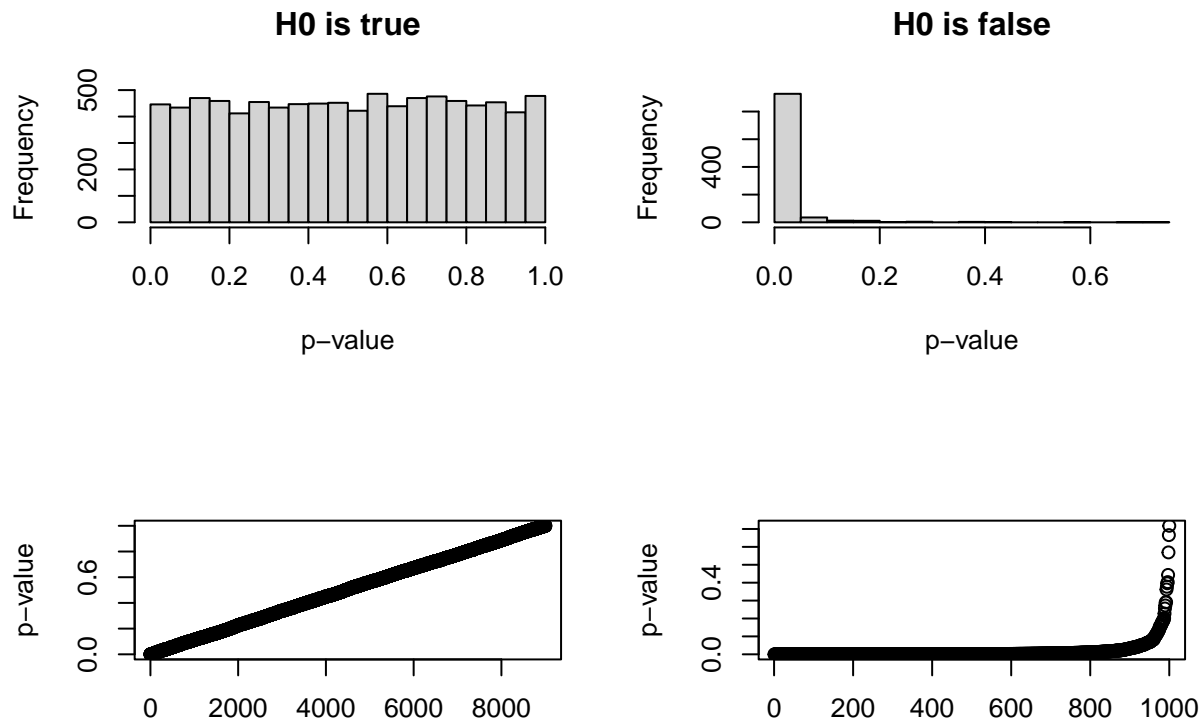 H0 is true
Frequency
0 200 500
0.0 0.2 0.4 0.6 0.8 1.0
p−value
H0 is false
Frequency
0 400
0.0 0.2 0.4 0.6
p−value
p−value
0.0 0.6
0 2000 4000 6000 8000
p−value
0.0 0.4
0 200 400 600 800 1000